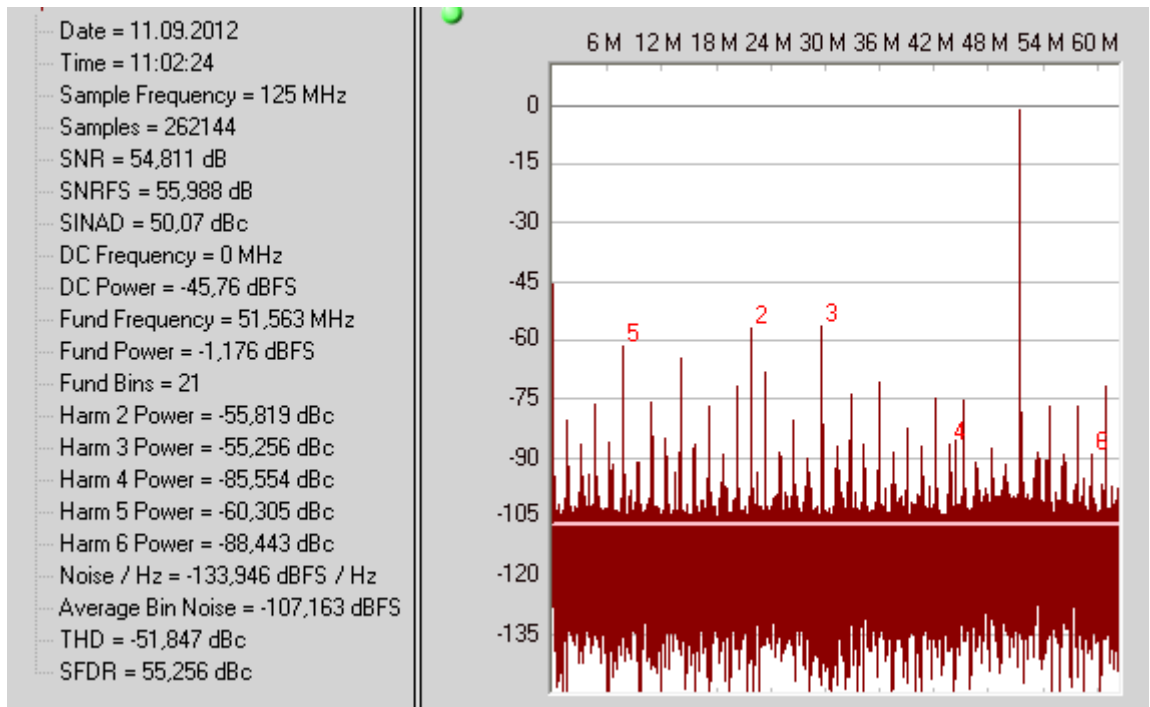 Date = 11.09.2012
Time = 11:02:24
Sample Frequency = 125 MHz
Samples = 262144
SNR = 54,811 dB
SNRFS = 55,988 dB
SINAD = 50,07 dBc
DC Frequency = 0 MHz
DC Power = -45,76 dBFS
Fund Frequency = 51,563 MHz
Fund Power = -1,176 dBFS
Fund Bins = 21
Harm 2 Power = -55,819 dBc
Harm 3 Power = -55,256 dBc
Harm 4 Power = -85,554 dBc
Harm 5 Power = -60,305 dBc
Harm 6 Power = -88,443 dBc
Noise / Hz = -133,946 dBFS / Hz
Average Bin Noise = -107,163 dBFS
THD = -51,847 dBc
SFDR = 55,256 dBc
6 M 12 M 18 M 24 M 30 M 36 M 42 M 48 M 54 M 60 M
0
-15
-30
-45
2
3
5
-60
-75
4
6
-90
-105
-120
-135